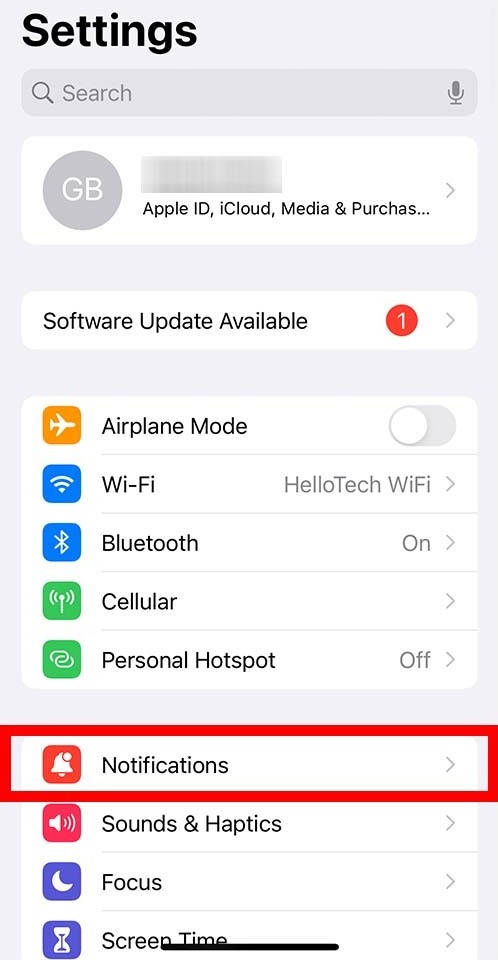 Settings
Search
GB
Apple ID, iCloud, Media & Purchas...
Software Update Available 1
Airplane Mode
Wi-Fi HelloTech WiFi
Bluetooth On
Cellular
Personal Hotspot Off
Notifications
Sounds & Haptics
Focus
Screen Time